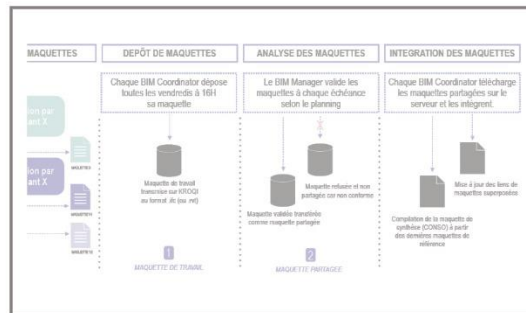 MAQUETTES
DEPÔT DE MAQUETTES
ANALYSE DES MAQUETTES
INTEGRATION DES MAQUETTES
Chaque BIM Coordinator dépose
toutes les vendredis à 16H
sa maquette
Le BIM Manager valide les
maquettes à chaque échéance
selon le planning
Chaque BIM Coordinator télécharge
les maquettes partagées sur le
serveur et les intègrent.
tion par
ant X
tion par
ant X
Maquette de travail
transmise sur KROQI
au format .ifc (ou .rvt)
Maquette refusée et non
partagée car non conforme
Maquette validée transférée
comme maquette partagée
Mise à jour des liens de
maquettes superposées
Compilation de la maquette de
synthèse (CONSO) à partir
des dernières maquettes de
référence
1
MAQUETTE DE TRAVAIL
2
MAQUETTE PARTAGEE